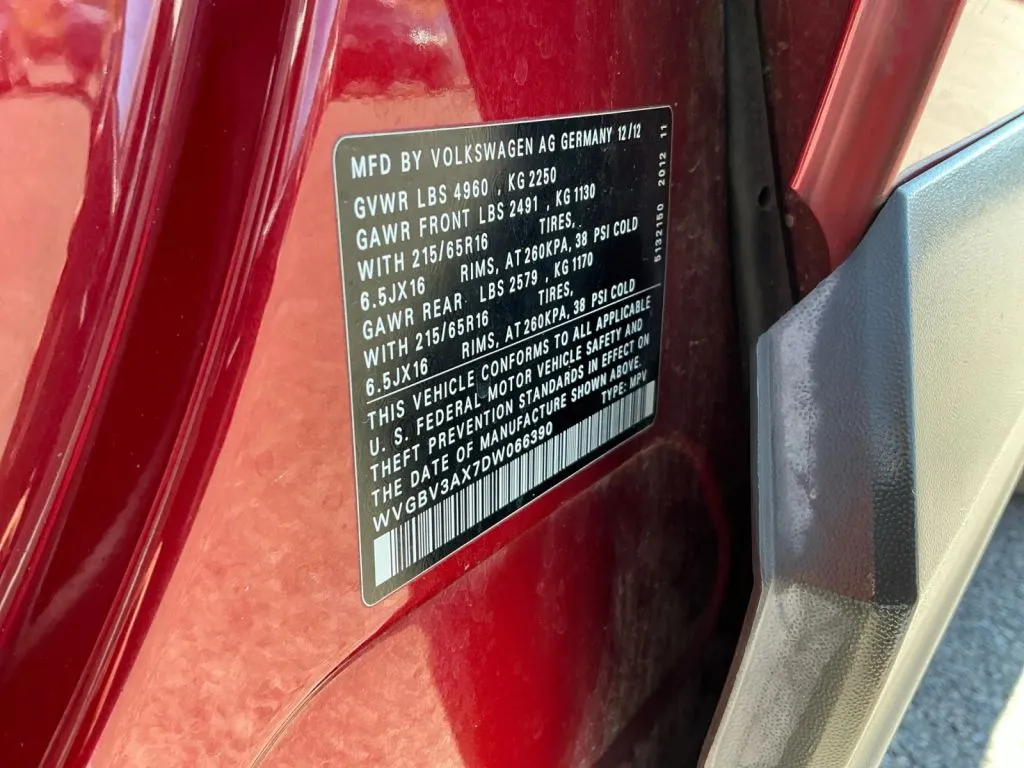 MFD BY VOLKSWAGEN AG GERMANY 12/12
GVWR LBS 4960 , KG 2250
GAWR FRONT LBS 2491 , KG 1130
WITH 215/65R16 TIRES,
6.5JX16 RIMS, AT 260KPA, 38 PSI COLD
GAWR REAR LBS 2579 , KG 1170
WITH 215/65R16 TIRES,
6.5JX16 RIMS, AT 260KPA, 38 PSI COLD
THIS VEHICLE CONFORMS TO ALL APPLICABLE
U. S. FEDERAL MOTOR VEHICLE SAFETY AND
THEFT PREVENTION STANDARDS IN EFFECT ON
THE DATE OF MANUFACTURE SHOWN ABOVE.
WVGBV3AX7DW066390 TYPE: MPV
5132150 2012 11